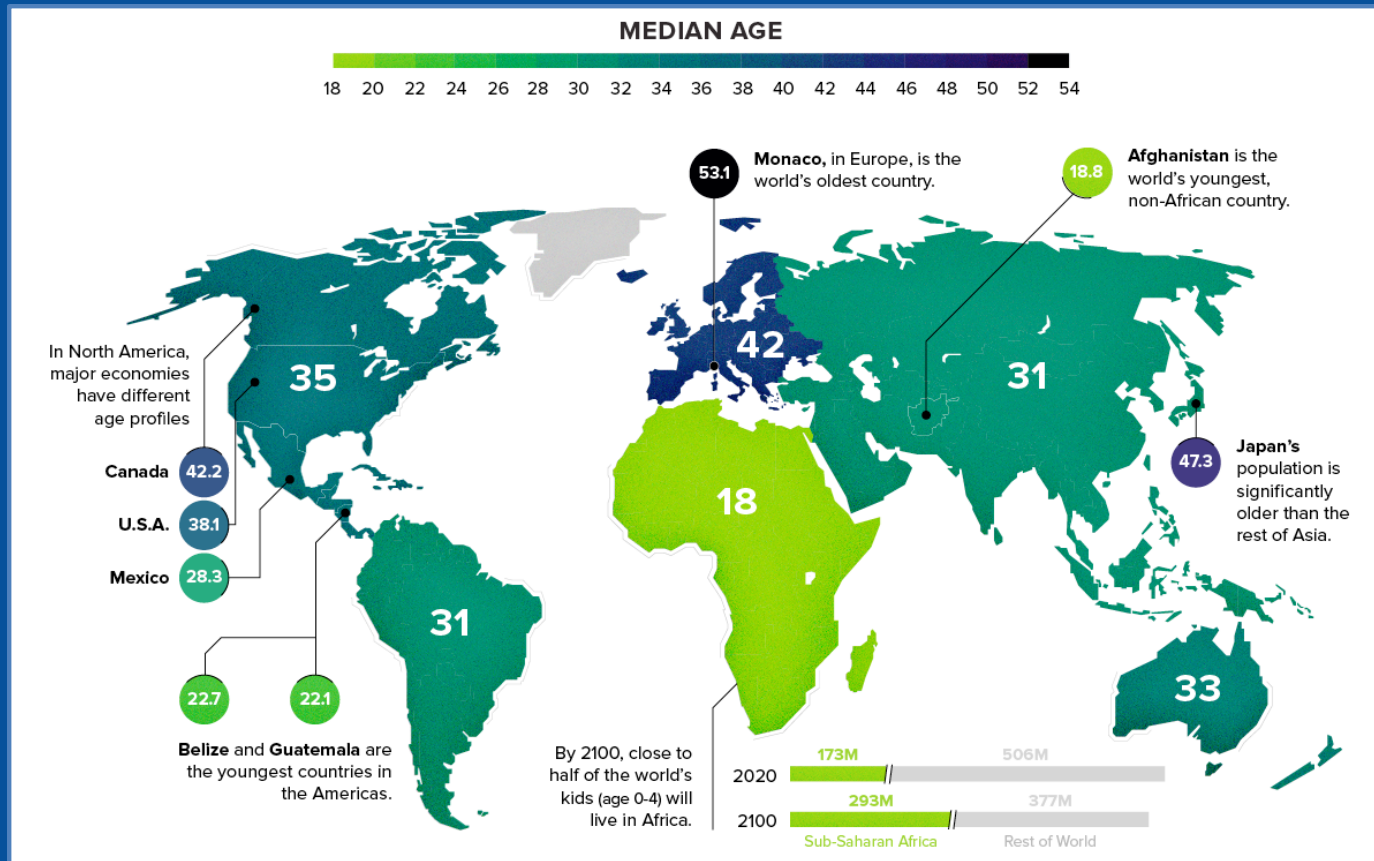 MEDIAN AGE
18 20 22 24 26 28 30 32 34 36 38 40 42 44 46 48 50 52 54
53.1
Monaco, in Europe, is the
world's oldest country.
18.8
Afghanistan is the
world's youngest,
non-African country.
In North America,
major economies
have different
age profiles
Canada 42.2
U.S.A. 38.1
Mexico 28.3
35
42
31
18
31
33
47.3
Japan's
population is
significantly
older than the
rest of Asia.
22.7 22.1
Belize and Guatemala are
the youngest countries in
the Americas.
By 2100, close to
half of the world's
kids (age 0-4) will
live in Africa.
173M 506M
2020
293M 377M
2100
Sub-Saharan Africa Rest of World